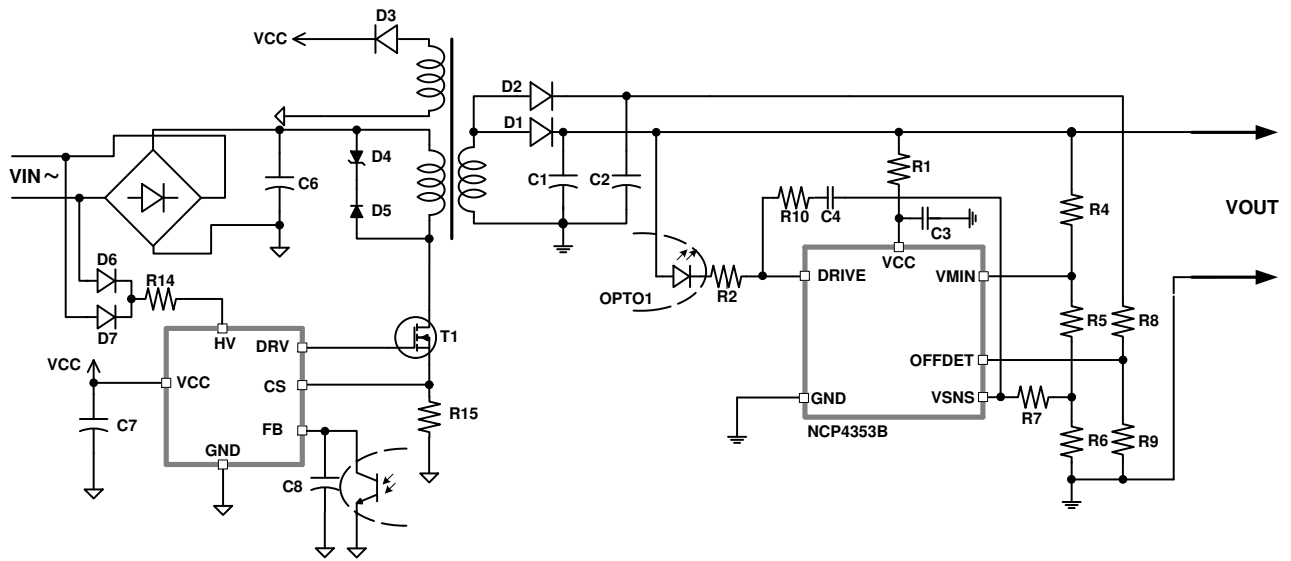 D3
VCC
D2
D1
D4
D5
C6
VIN ~
C1
C2
R1
R10
C4
C3
R4
VOUT
D6
R14
D7
OPTO1
R2
DRIVE
VCC
VMIN
R5
R8
HV
DRV
T1
VCC
VCC
CS
OFFDET
VSNS
GND
R7
NCP4353B
C7
FB
R15
R6
R9
GND
C8